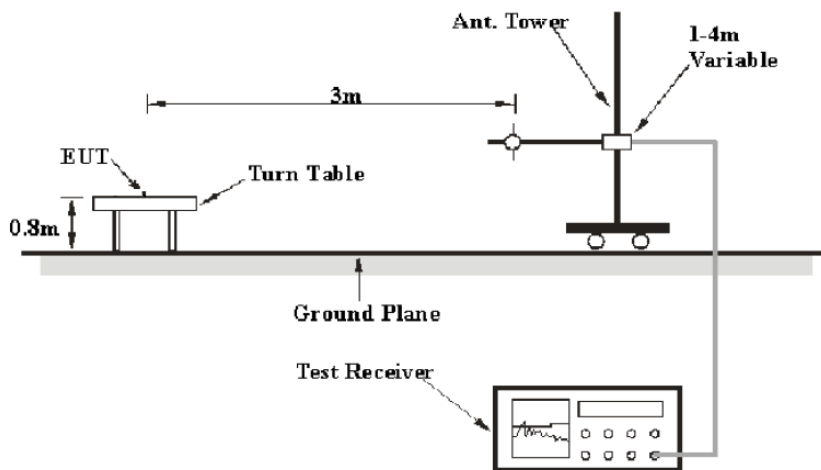 Ant. Tower
1-4m
Variable
3m
EUT
Turn Table
0.8m
Ground Plane
Test Receiver